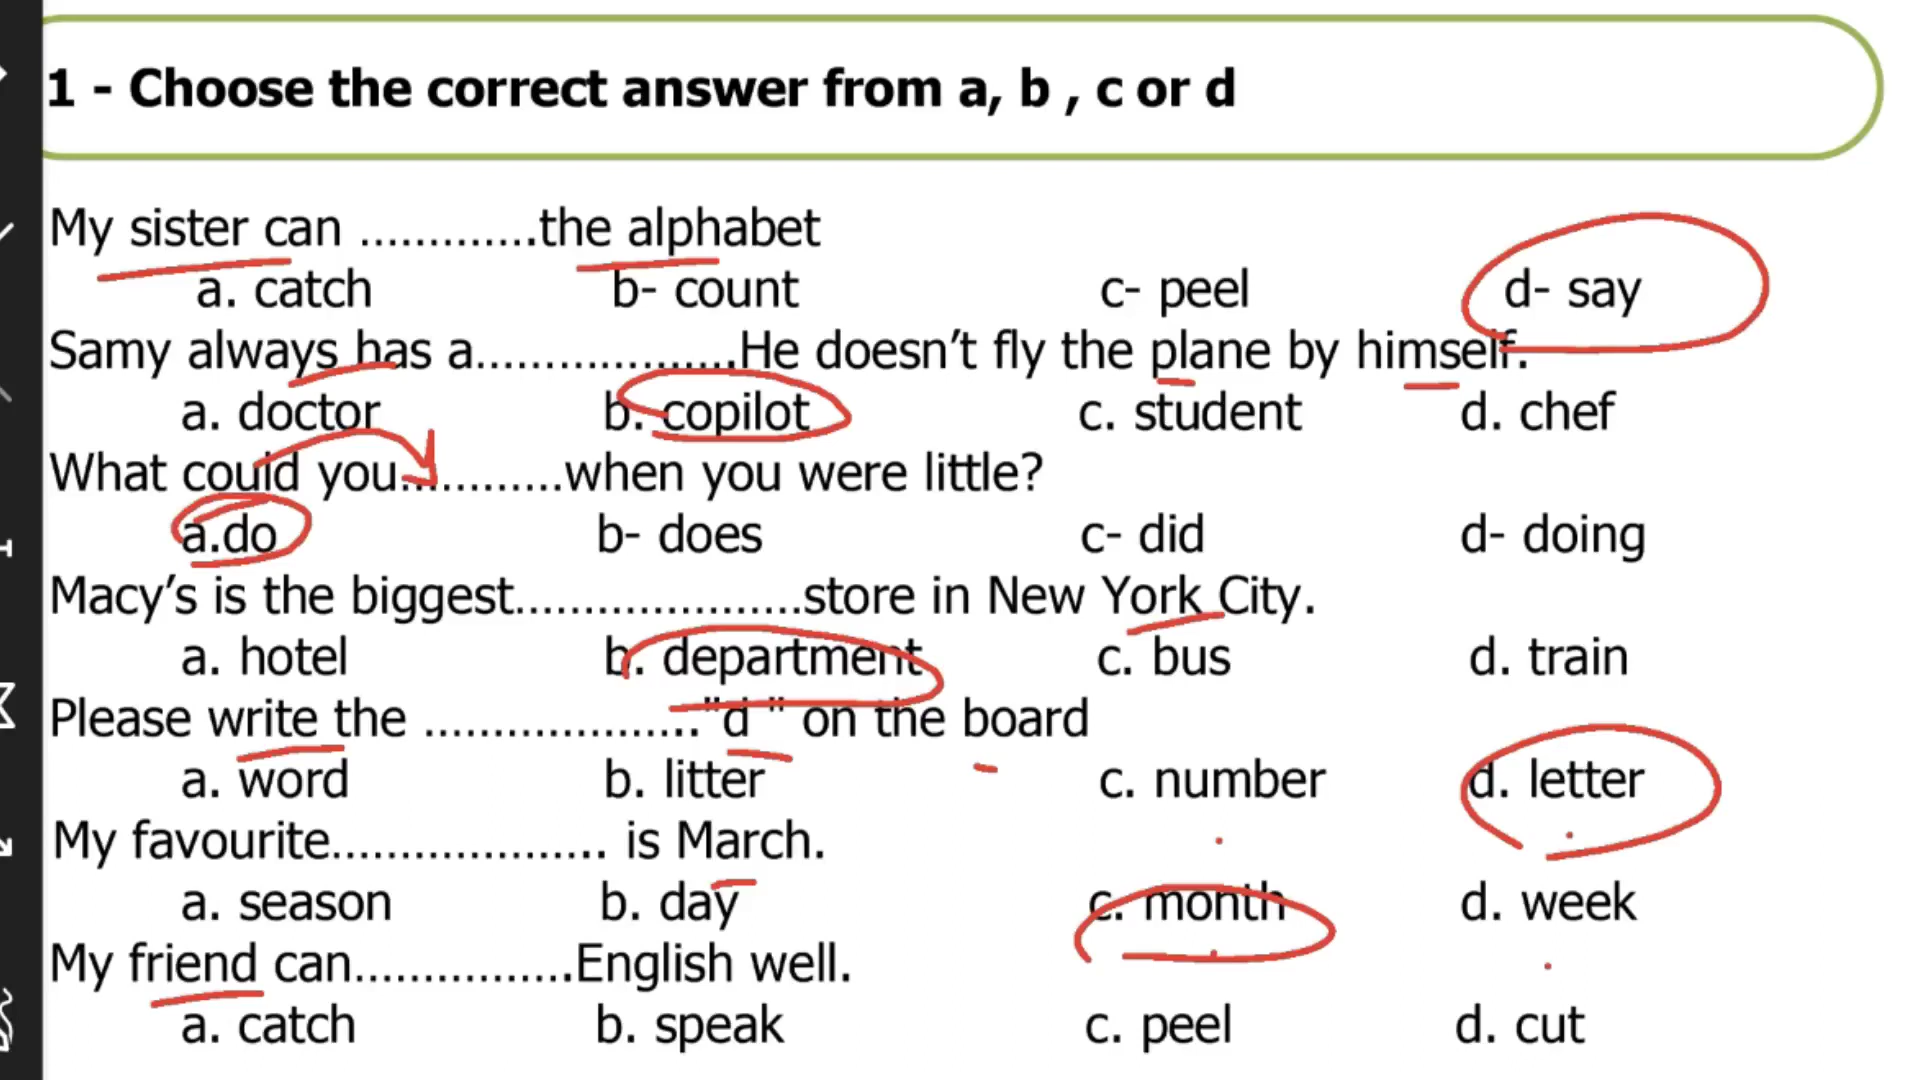 1 - Choose the correct answer from a, b , c or d
My sister can .............the alphabet
a. catch b- count c- peel d- say
Samy always has a...................He doesn’t fly the plane by himself.
a. doctor b. copilot c. student d. chef
What could you............when you were little?
a.do b- does c- did d- doing
Macy’s is the biggest.....................store in New York City.
a. hotel b. department c. bus d. train
Please write the .................... "d " on the board
a. word b. litter c. number d. letter
My favourite.................... is March.
a. season b. day c. month d. week
My friend can................English well.
a. catch b. speak c. peel d. cut